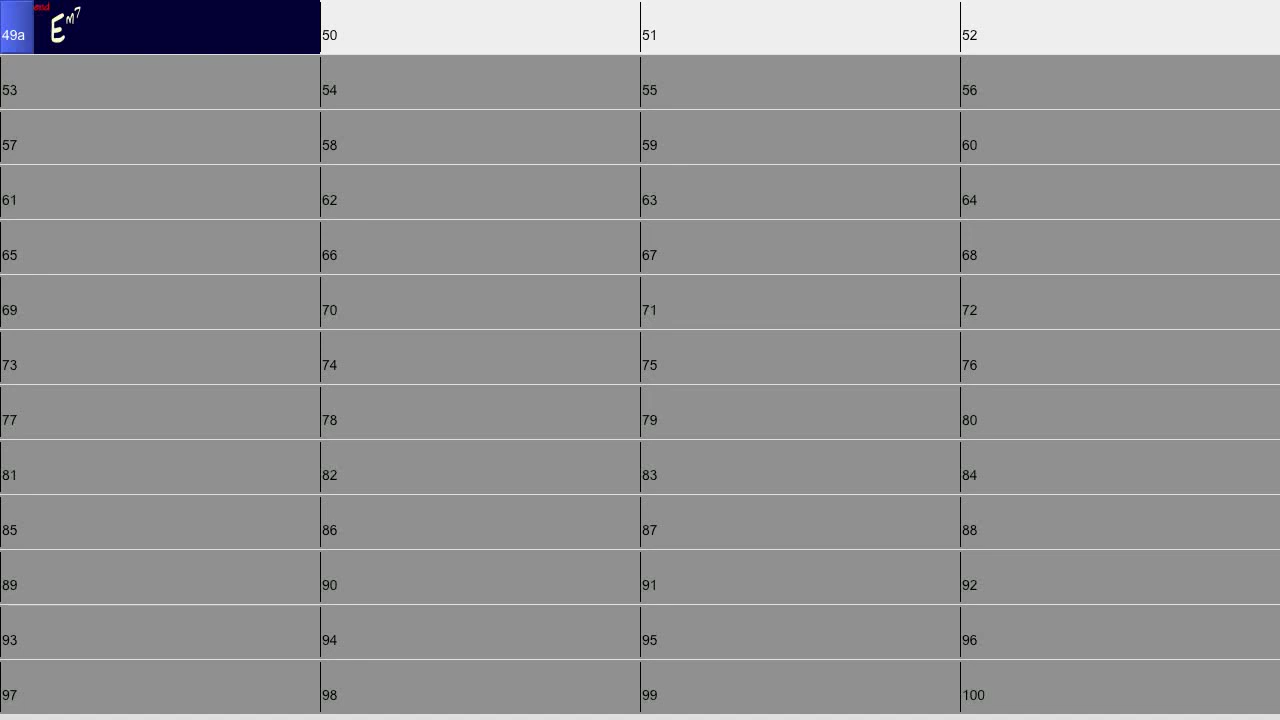 49a Em7 50 51 52
53 54 55 56
57 58 59 60
61 62 63 64
65 66 67 68
69 70 71 72
73 74 75 76
77 78 79 80
81 82 83 84
85 86 87 88
89 90 91 92
93 94 95 96
97 98 99 100